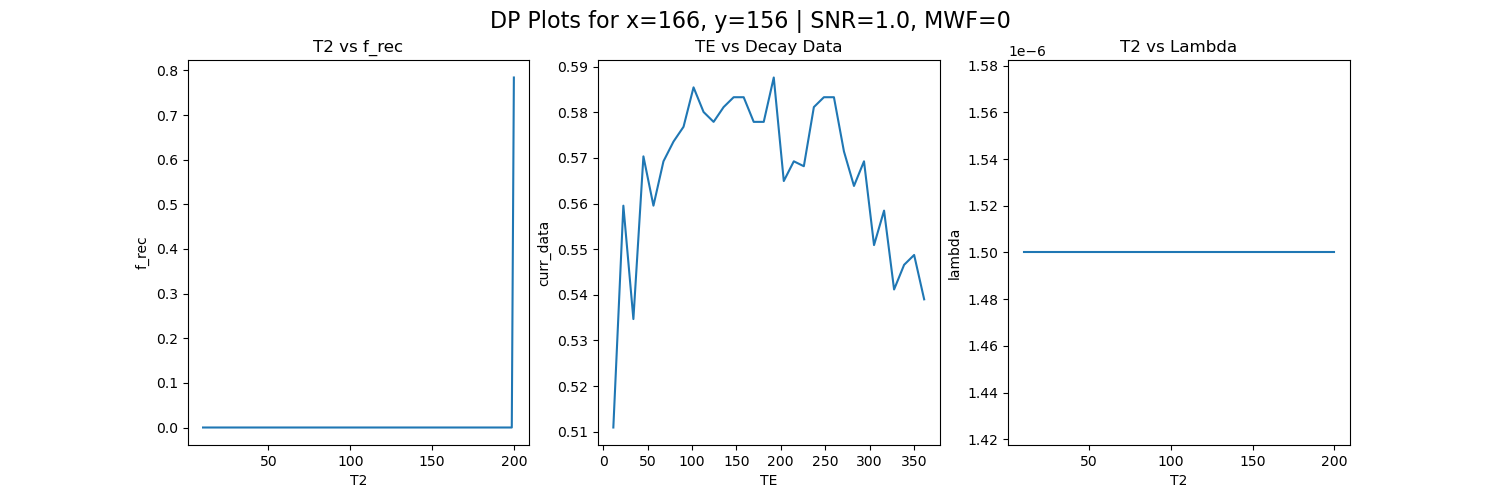 DP Plots for x=166, y=156 | SNR=1.0, MWF=0
T2 vs f_rec
0.8
0.7
0.6
0.5
0.4
0.3
0.2
0.1
0.0
f_rec
50 100 150 200
T2
TE vs Decay Data
0.59
0.58
0.57
0.56
0.55
0.54
0.53
0.52
0.51
curr_data
0 50 100 150 200 250 300 350
TE
T2 vs Lambda
1e−6
1.58
1.56
1.54
1.52
1.50
1.48
1.46
1.44
1.42
lambda
50 100 150 200
T2